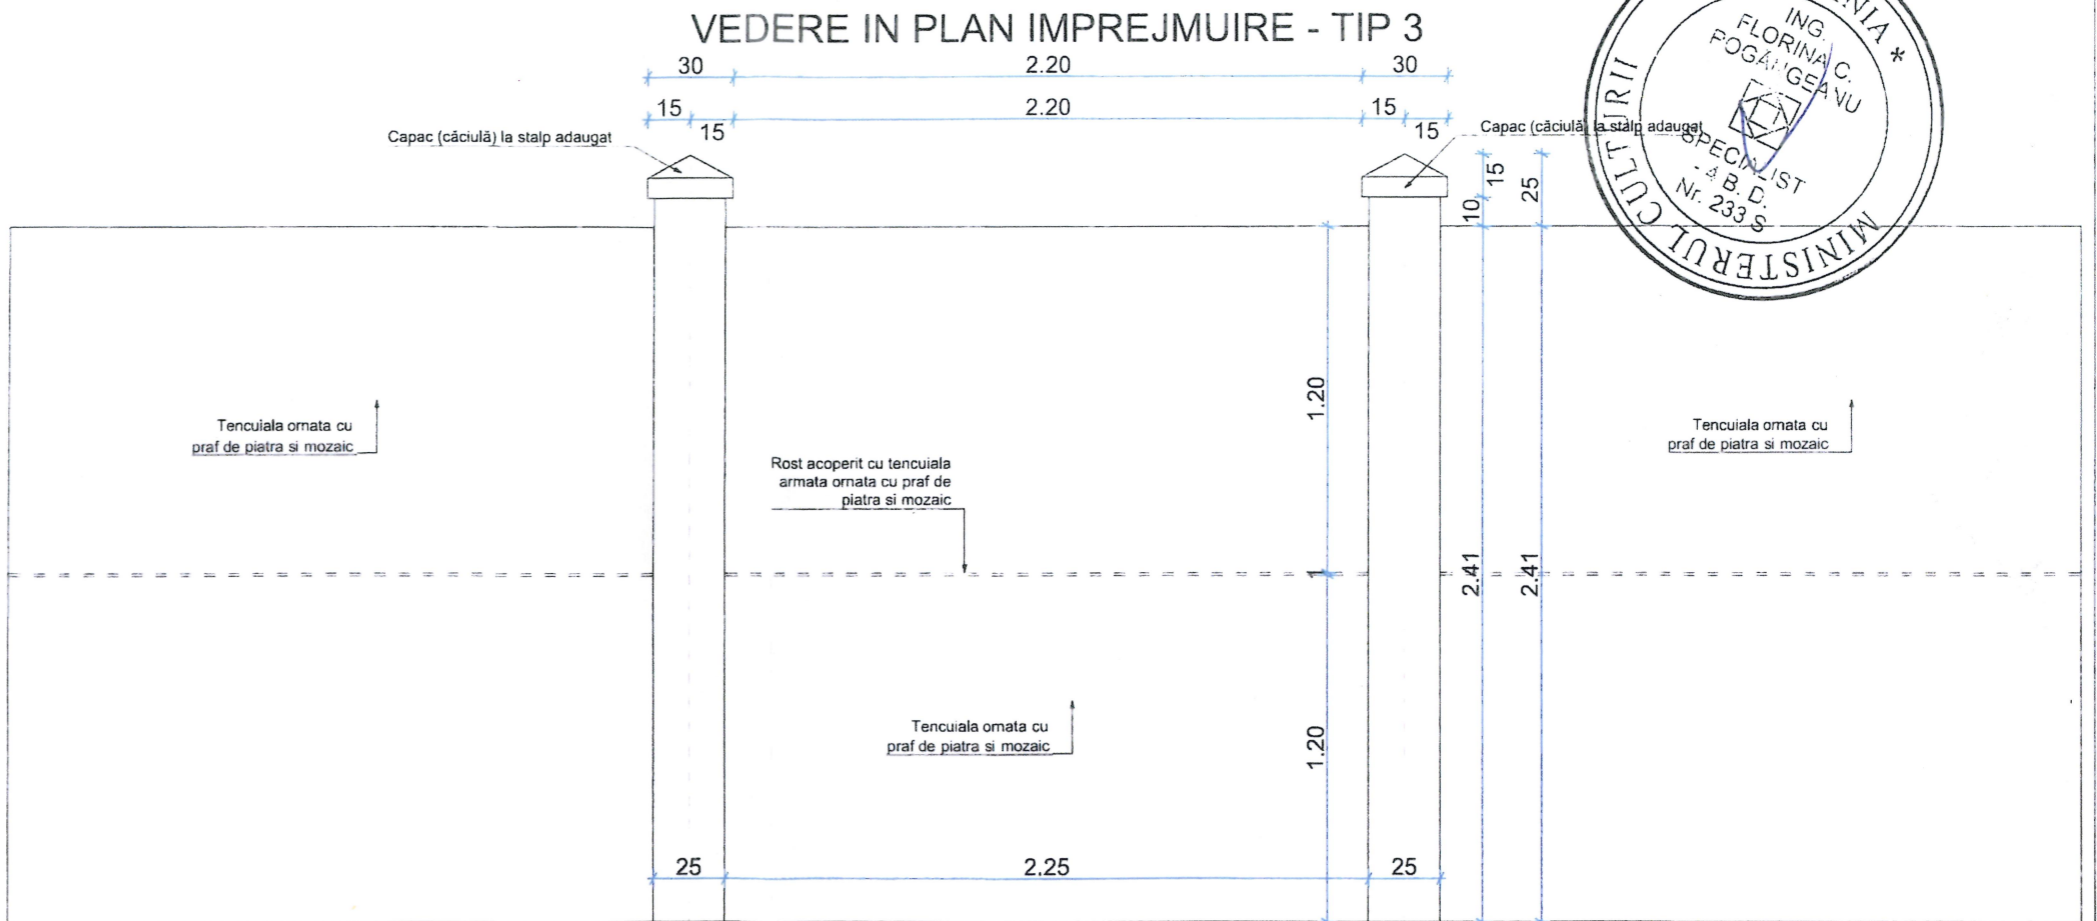 VEDERE IN PLAN IMPREJMUIRE - TIP 3
30
2.20
30
15
15
2.20
15
15
Capac (căciulă) la stalp adaugat
Capac (căciulă) la stalp adaugat
15
10
25
ING.
FLORINA C.
SPECIALIST
B. D.
Nr. 233 S
MINISTERUL CULTURII
1.20
Tencuiala ornata cu
praf de piatra si mozaic
Tencuiala ornata cu
praf de piatra si mozaic
Rost acoperit cu tencuiala
armata ornata cu praf de
piatra si mozaic
1
2.41
2.41
Tencuiala ornata cu
praf de piatra si mozaic
1.20
25
2.25
25